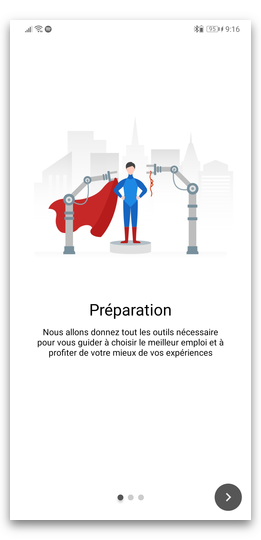 95 9:16
Préparation
Nous allons donnez tout les outils nécessaire
pour vous guider à choisir le meilleur emploi et à
profiter de votre mieux de vos expériences